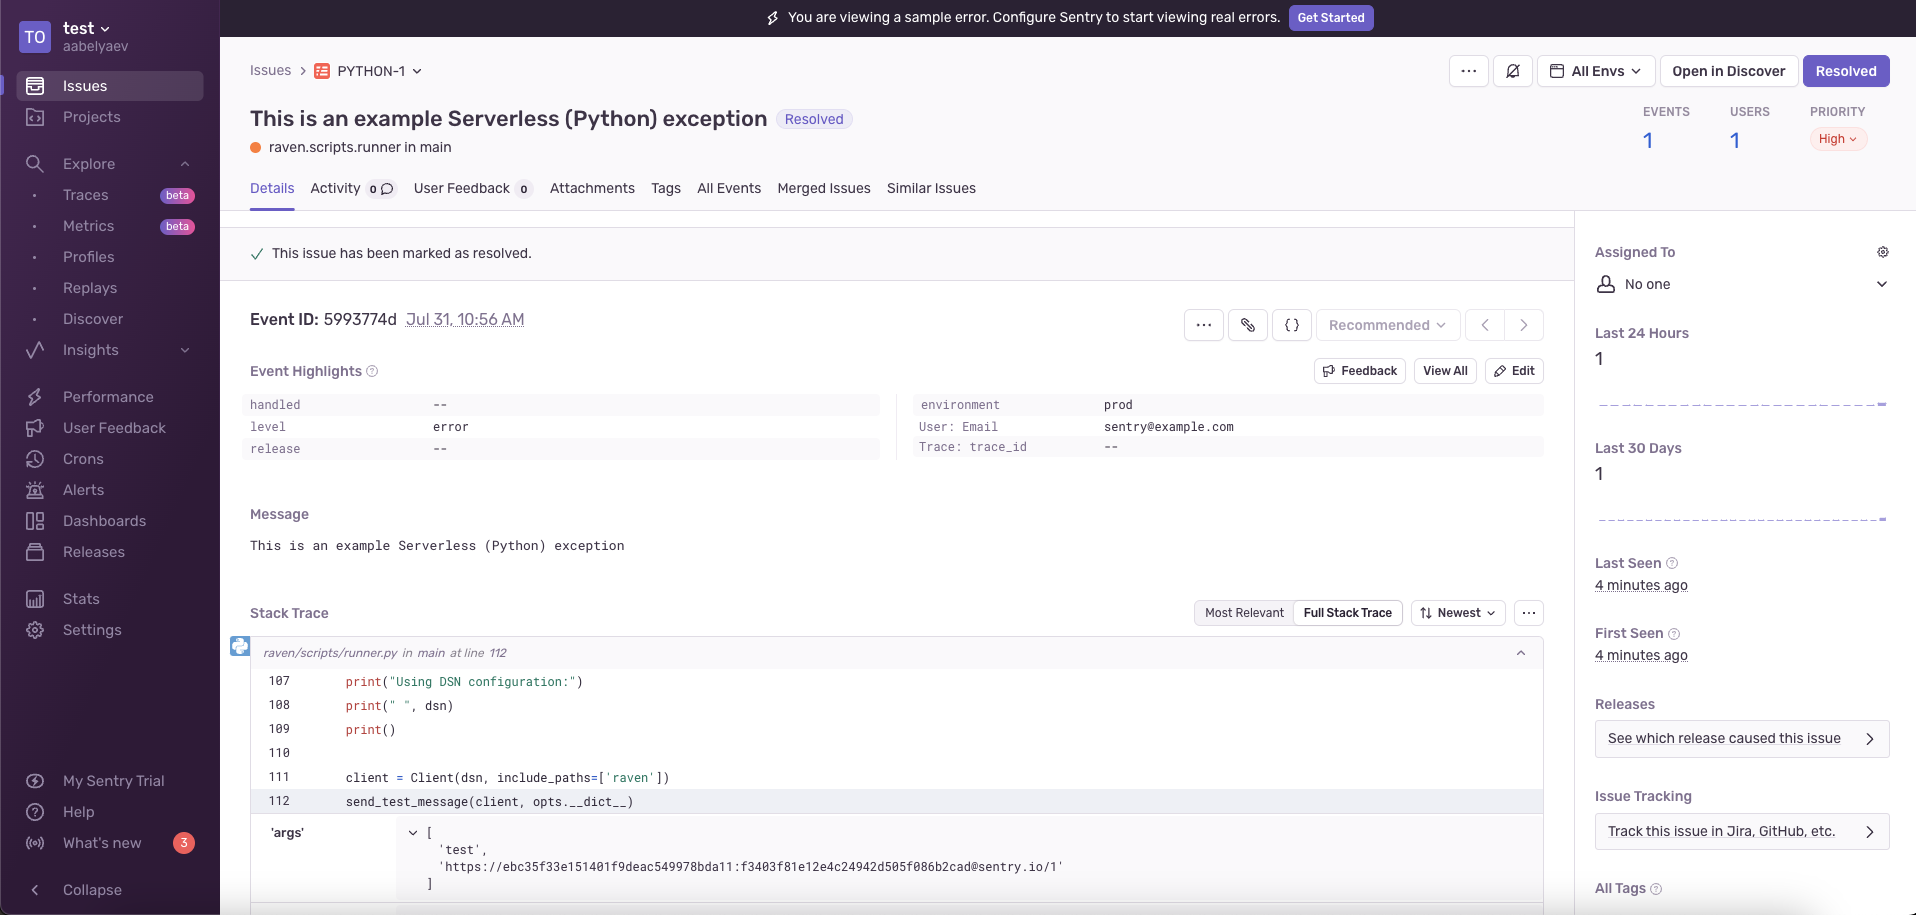 You are viewing a sample error. Configure Sentry to start viewing real errors. Get Started
TO
test
aabelyaev
Issues
Projects
Explore
Traces beta
Metrics beta
Profiles
Replays
Discover
Insights
Performance
User Feedback
Crons
Alerts
Dashboards
Releases
Stats
Settings
My Sentry Trial
Help
What's new 3
Collapse
Issues > PYTHON-1
... All Envs Open in Discover Resolved
This is an example Serverless (Python) exception Resolved
raven.scripts.runner in main
EVENTS USERS PRIORITY
1 1 High
Details Activity 0 User Feedback 0 Attachments Tags All Events Merged Issues Similar Issues
This issue has been marked as resolved.
Event ID: 5993774d Jul 31, 10:56 AM
... {} Recommended < >
Event Highlights ?
Feedback View All Edit
handled --
level error
release --
environment prod
User: Email sentry@example.com
Trace: trace_id --
Message
This is an example Serverless (Python) exception
Stack Trace
Most Relevant Full Stack Trace Newest ...
raven/scripts/runner.py in main at line 112
107 print("Using DSN configuration:")
108 print(" ", dsn)
109 print()
110
111 client = Client(dsn, include_paths=['raven'])
112 send_test_message(client, opts.__dict__)
'args' [
'test',
'https://ebc35f33e151401f9deac549978bda11:f3403f81e12e4c24942d505f086b2cad@sentry.io/1'
]
Assigned To
No one
Last 24 Hours
1
Last 30 Days
1
Last Seen ?
4 minutes ago
First Seen ?
4 minutes ago
Releases
See which release caused this issue >
Issue Tracking
Track this issue in Jira, GitHub, etc. >
All Tags ?